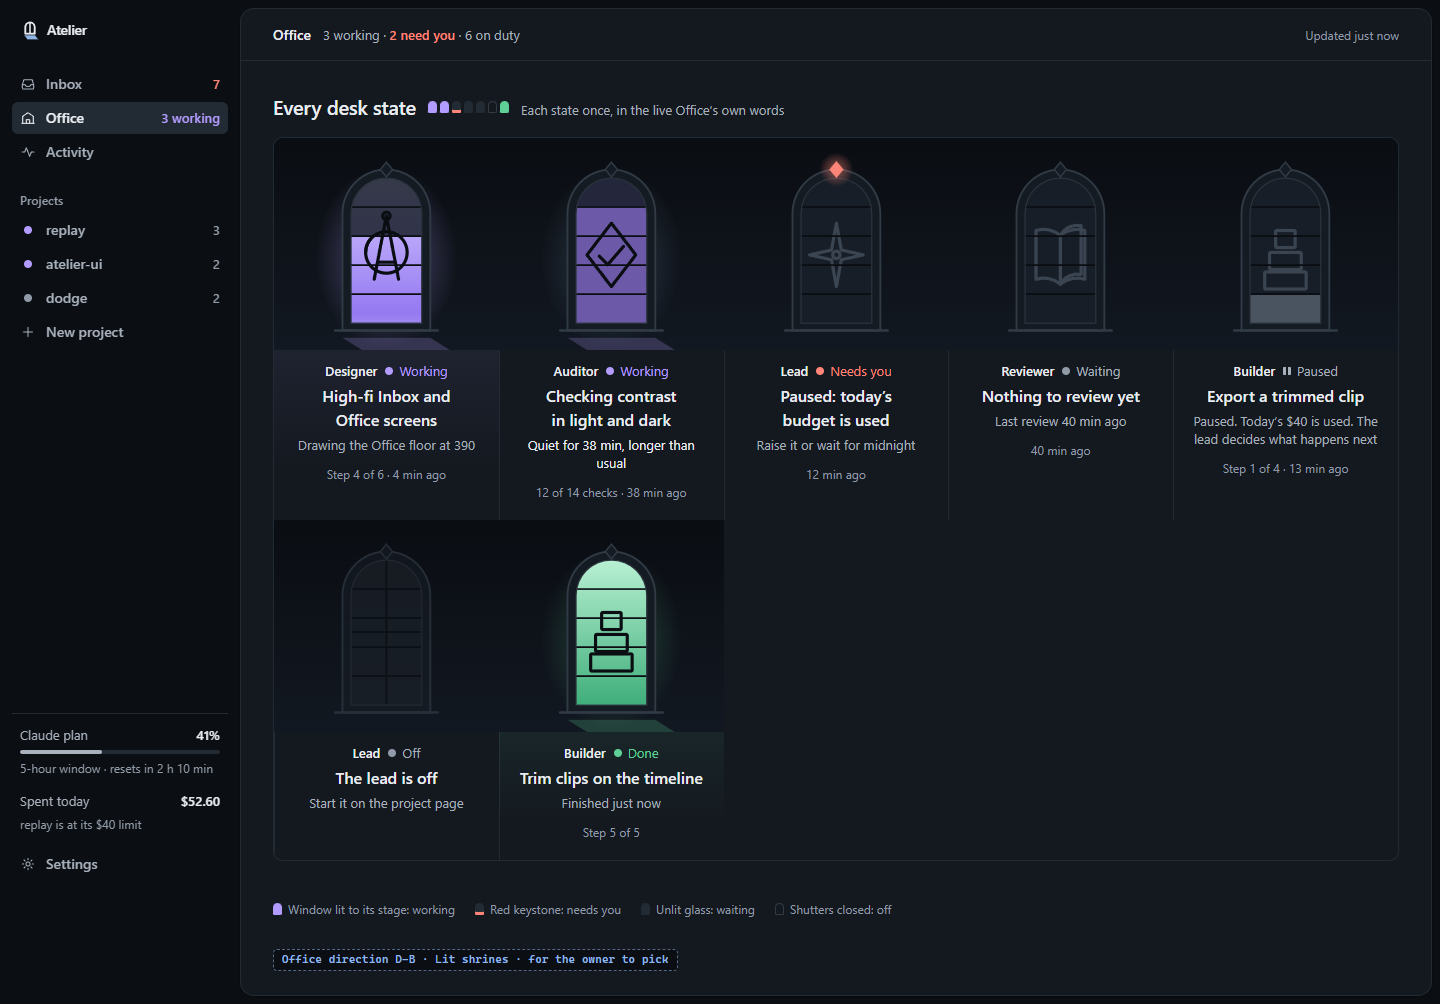 Atelier
Inbox 7
Office 3 working
Activity
Projects
replay 3
atelier-ui 2
dodge 2
New project
Claude plan 41%
5-hour window · resets in 2 h 10 min
Spent today $52.60
replay is at its $40 limit
Settings
Office 3 working · 2 need you · 6 on duty
Updated just now
Every desk state Each state once, in the live Office's own words
Designer Working
High-fi Inbox and
Office screens
Drawing the Office floor at 390
Step 4 of 6 · 4 min ago
Auditor Working
Checking contrast
in light and dark
Quiet for 38 min, longer than
usual
12 of 14 checks · 38 min ago
Lead Needs you
Paused: today's
budget is used
Raise it or wait for midnight
12 min ago
Reviewer Waiting
Nothing to review yet
Last review 40 min ago
40 min ago
Builder Paused
Export a trimmed clip
Paused. Today's $40 is used. The
lead decides what happens next
Step 1 of 4 · 13 min ago
Lead Off
The lead is off
Start it on the project page
Builder Done
Trim clips on the timeline
Finished just now
Step 5 of 5
Window lit to its stage: working Red keystone: needs you Unlit glass: waiting Shutters closed: off
Office direction D-B · Lit shrines · for the owner to pick